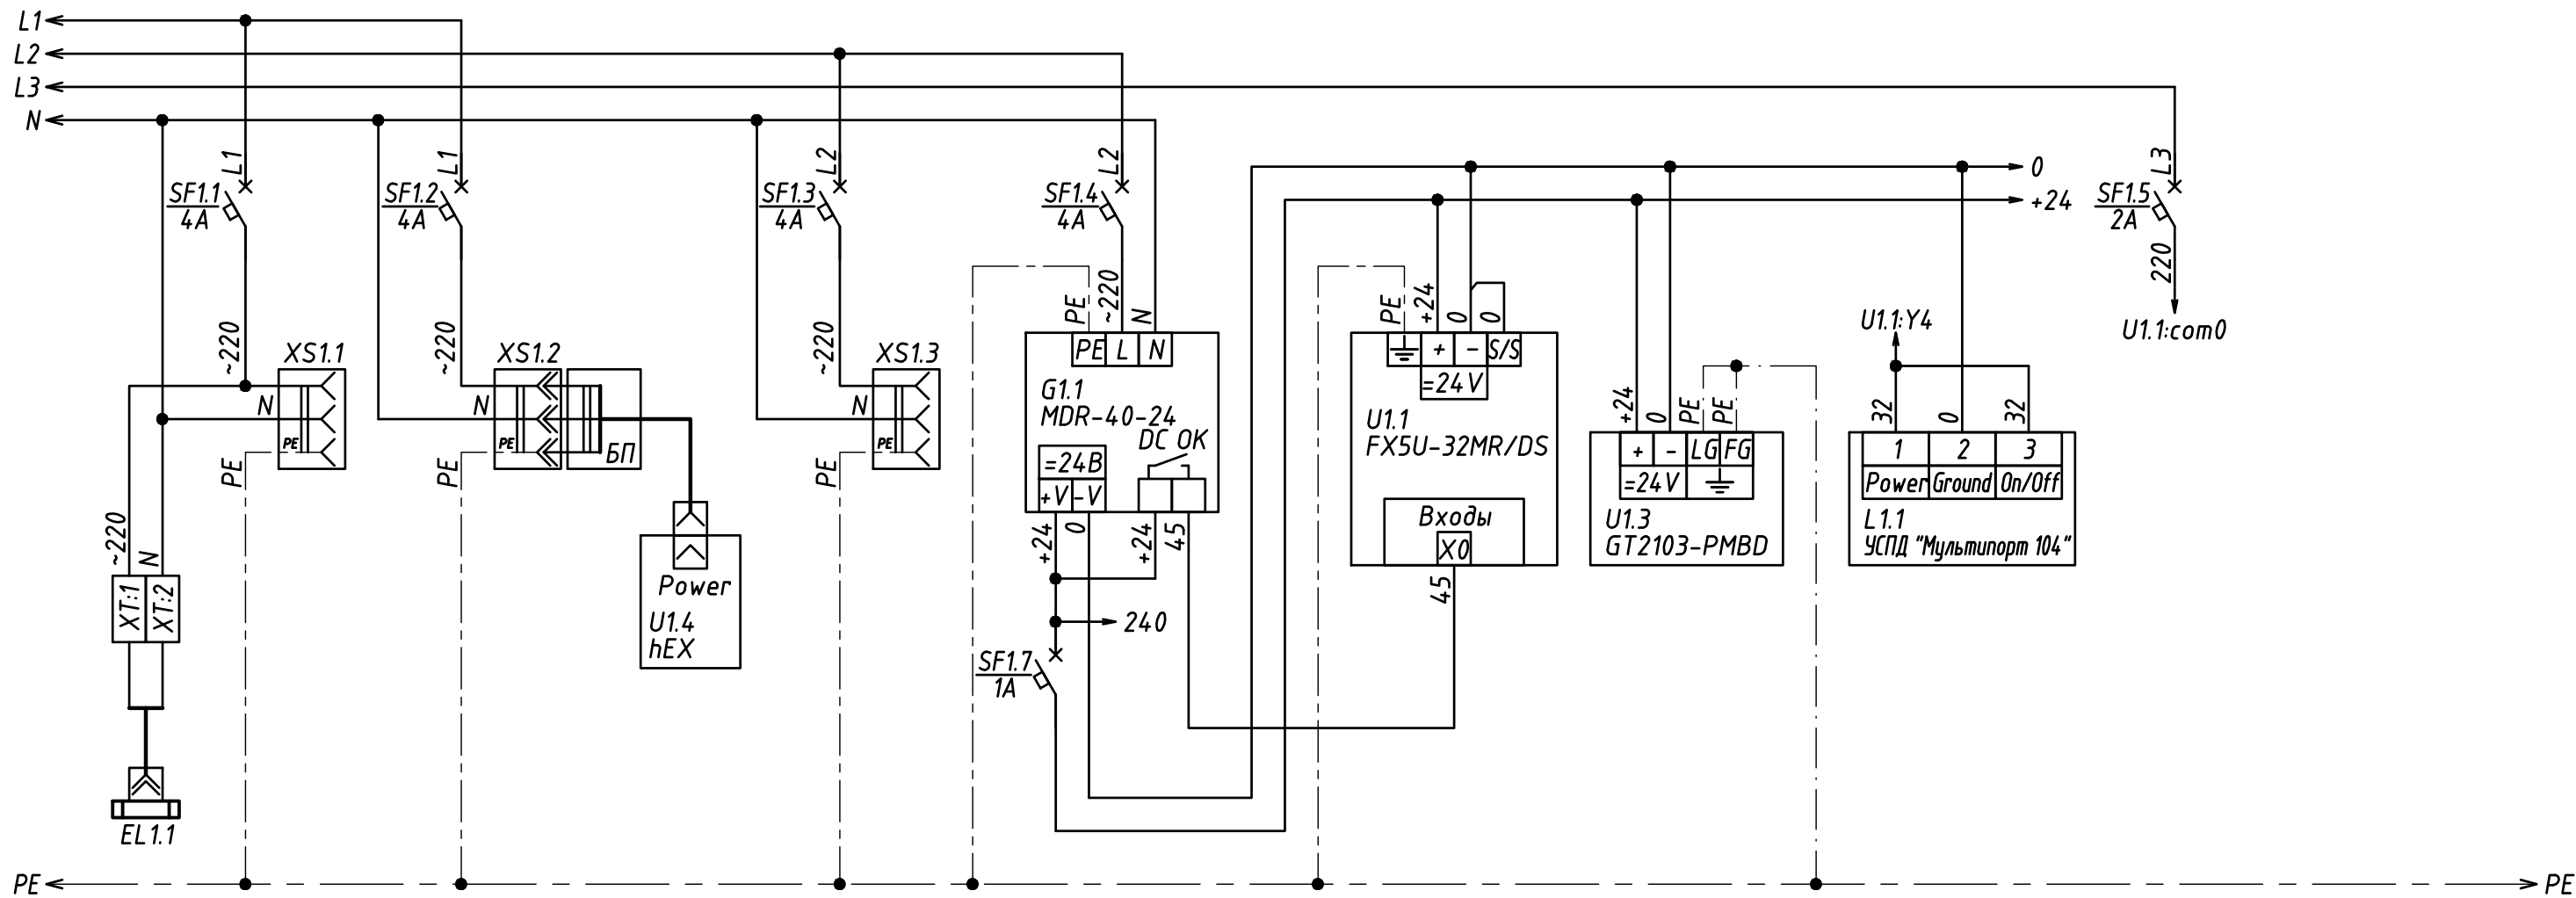 L1
L2
L3
N
L1
L1
L2
L2
L3
SF1.1
4A
SF1.2
4A
SF1.3
4A
SF1.4
4A
SF1.5
2A
0
+24
220
U1.1:com0
~220
~220
~220
PE
~220
N
PE
+24
0
0
U1.1:Y4
XS1.1
N
PE
PE
XS1.2
N
PE
PE
БП
XS1.3
N
PE
PE
PE L N
G1.1
MDR-40-24
DC OK
=24В
+V -V
+24
0
+24
45
240
SF1.7
1A
+ - S/S
=24V
U1.1
FX5U-32MR/DS
Входы
X0
45
+24
0
PE
PE
+ - LG FG
=24V
U1.3
GT2103-PMBD
32
0
32
1 2 3
Power Ground On/Off
L1.1
УСПД "Мультипорт 104"
~220
N
XT:1
XT:2
EL1.1
Power
U1.4
hEX
PE
PE